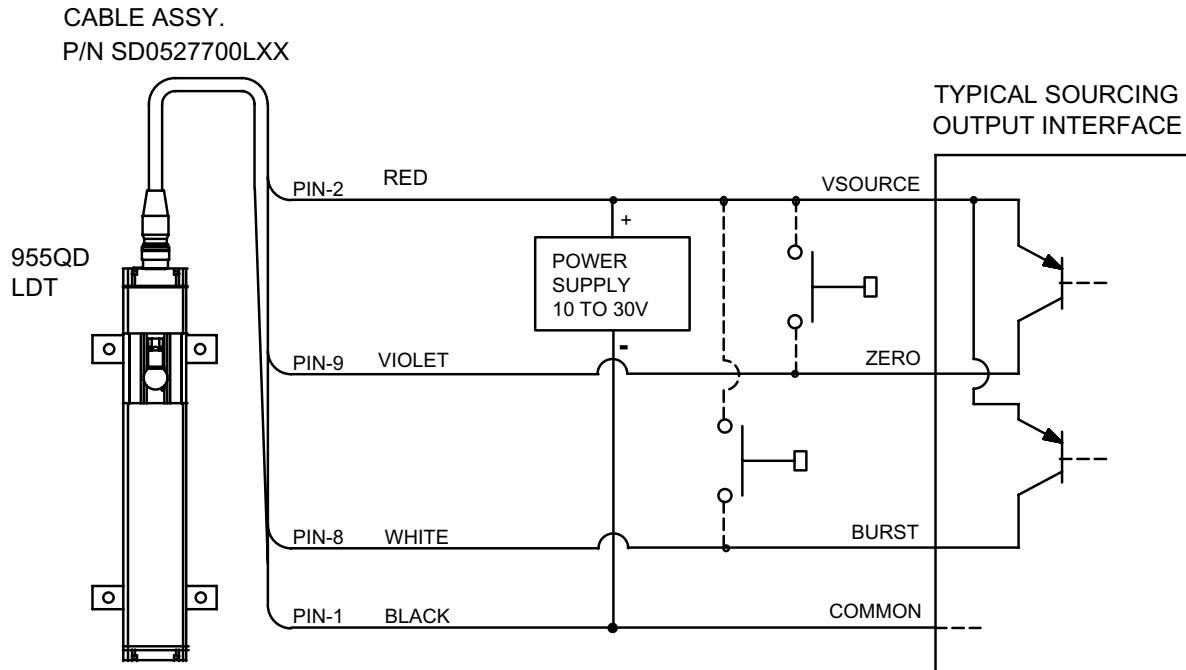 CABLE ASSY.
P/N SD0527700LXX
TYPICAL SOURCING
OUTPUT INTERFACE
PIN-2 RED VSOURCE
+
955QD
LDT
POWER
SUPPLY
10 TO 30V
-
PIN-9 VIOLET ZERO
PIN-8 WHITE BURST
PIN-1 BLACK COMMON